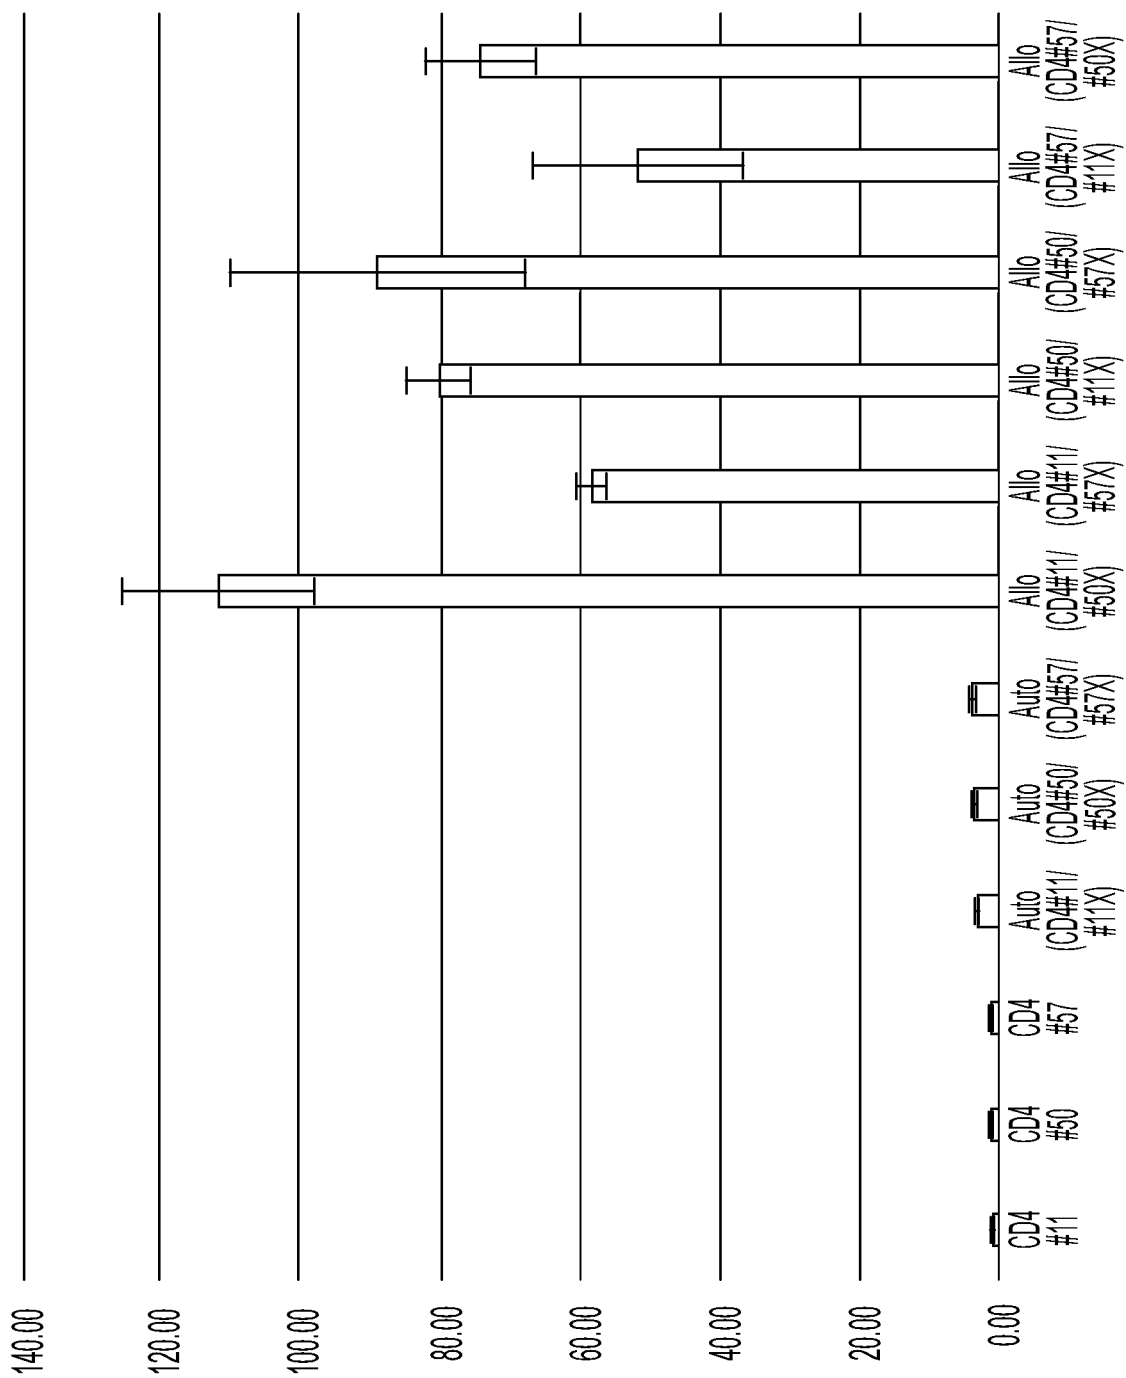 140.00
120.00
100.00
80.00
60.00
40.00
20.00
0.00
CD4
#11
CD4
#50
CD4
#57
Auto
(CD4#11/
#11X)
Auto
(CD4#50/
#50X)
Auto
(CD4#57/
#57X)
Allo
(CD4#11/
#50X)
Allo
(CD4#11/
#57X)
Allo
(CD4#50/
#11X)
Allo
(CD4#50/
#57X)
Allo
(CD4#57/
#11X)
Allo
(CD4#57/
#50X)